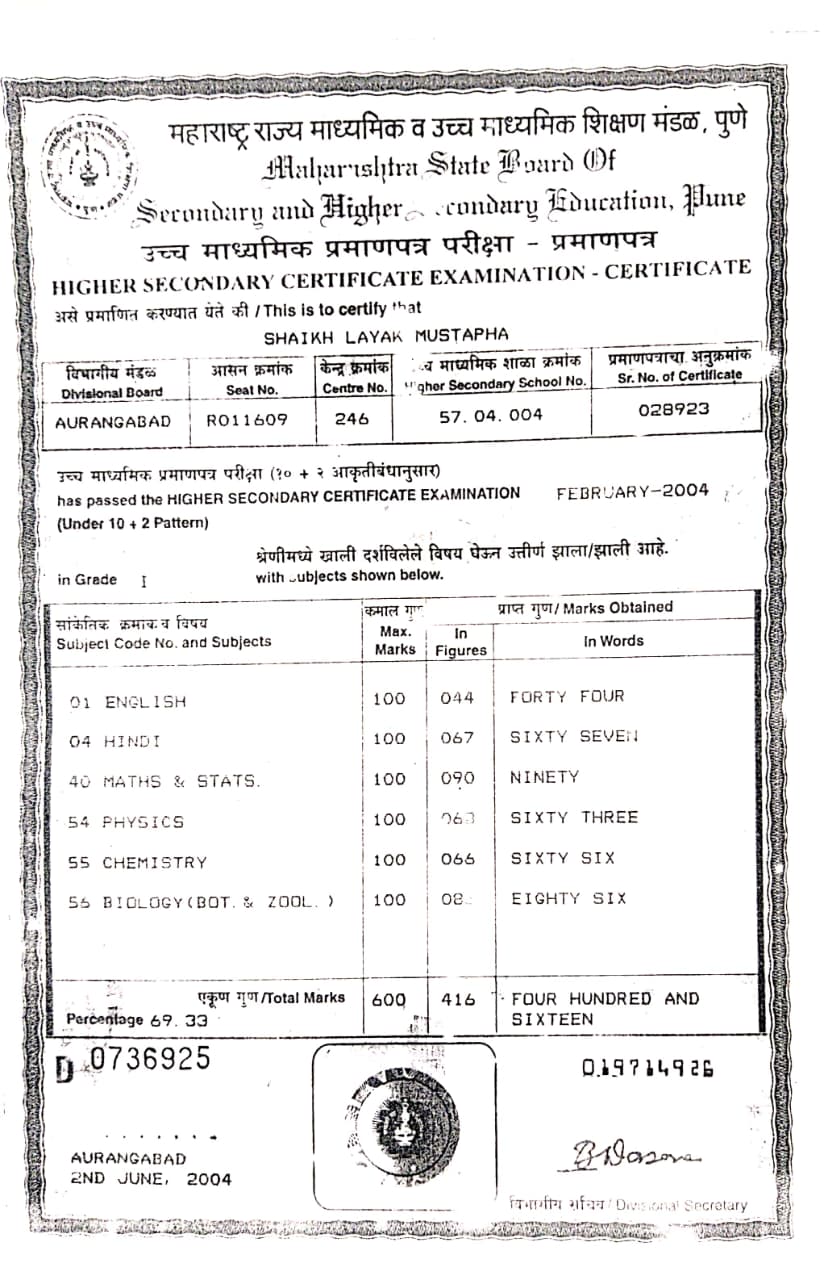 महाराष्ट्र राज्य माध्यमिक व उच्च माध्यमिक शिक्षण मंडळ, पुणे
Maharashtra State Board Of
Secondary and Higher Secondary Education, Pune
उच्च माध्यमिक प्रमाणपत्र परीक्षा - प्रमाणपत्र
HIGHER SECONDARY CERTIFICATE EXAMINATION - CERTIFICATE
असे प्रमाणित करण्यात येते की / This is to certify that
SHAIKH LAYAK MUSTAPHA
विभागीय मंडळ आसन क्रमांक केन्द्र क्रमांक उच्च माध्यमिक शाळा क्रमांक प्रमाणपत्राचा अनुक्रमांक
Divisional Board Seat No. Centre No. Higher Secondary School No. Sr. No. of Certificate
AURANGABAD R011609 246 57. 04. 004 028923
उच्च माध्यमिक प्रमाणपत्र परीक्षा (१० + २ आकृतीबंधानुसार)
has passed the HIGHER SECONDARY CERTIFICATE EXAMINATION FEBRUARY-2004
(Under 10 + 2 Pattern)
श्रेणीमध्ये खाली दर्शविलेले विषय घेऊन उत्तीर्ण झाला/झाली आहे.
in Grade I with subjects shown below.
सांकेतिक क्रमांक व विषय कमाल गुण प्राप्त गुण/ Marks Obtained
Subject Code No. and Subjects Max. Marks In Figures In Words
01 ENGLISH 100 044 FORTY FOUR
04 HINDI 100 067 SIXTY SEVEN
40 MATHS & STATS. 100 090 NINETY
54 PHYSICS 100 063 SIXTY THREE
55 CHEMISTRY 100 066 SIXTY SIX
56 BIOLOGY(BOT. & ZOOL. ) 100 08 EIGHTY SIX
एकूण गुण/Total Marks 600 416 FOUR HUNDRED AND
Percentage 69. 33 SIXTEEN
D 0736925
0.19714926
AURANGABAD
2ND JUNE, 2004
विभागीय सचिव / Divisional Secretary